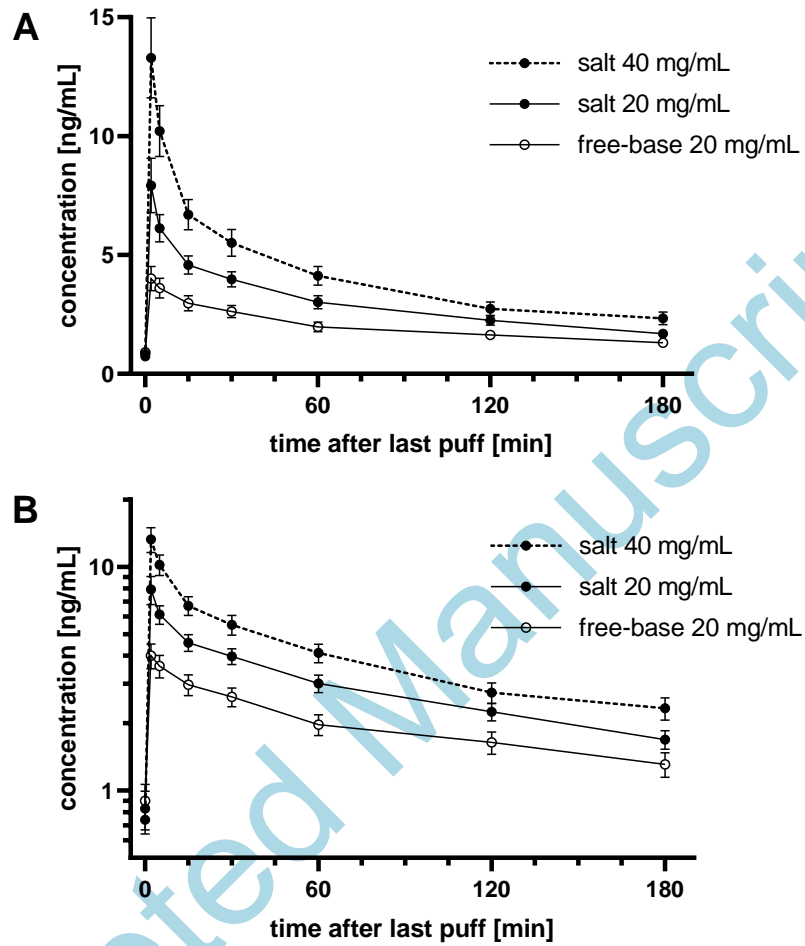 A
15
10
5
0
concentration [ng/mL]
salt 40 mg/mL
salt 20 mg/mL
free-base 20 mg/mL
0 60 120 180
time after last puff [min]
B
10
1
concentration [ng/mL]
salt 40 mg/mL
salt 20 mg/mL
free-base 20 mg/mL
0 60 120 180
time after last puff [min]
nted Manuscri